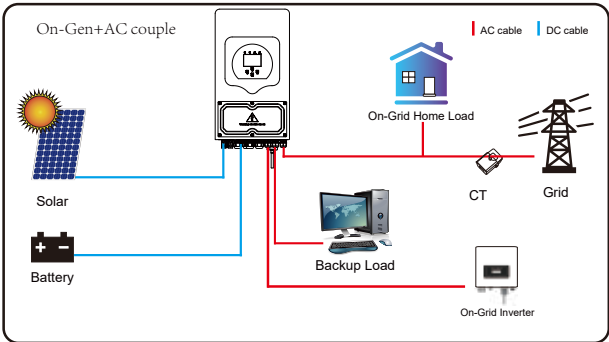 On-Gen+AC couple
AC cable
DC cable
On-Grid Home Load
CT
Grid
Solar
Backup Load
Battery
On-Grid Inverter